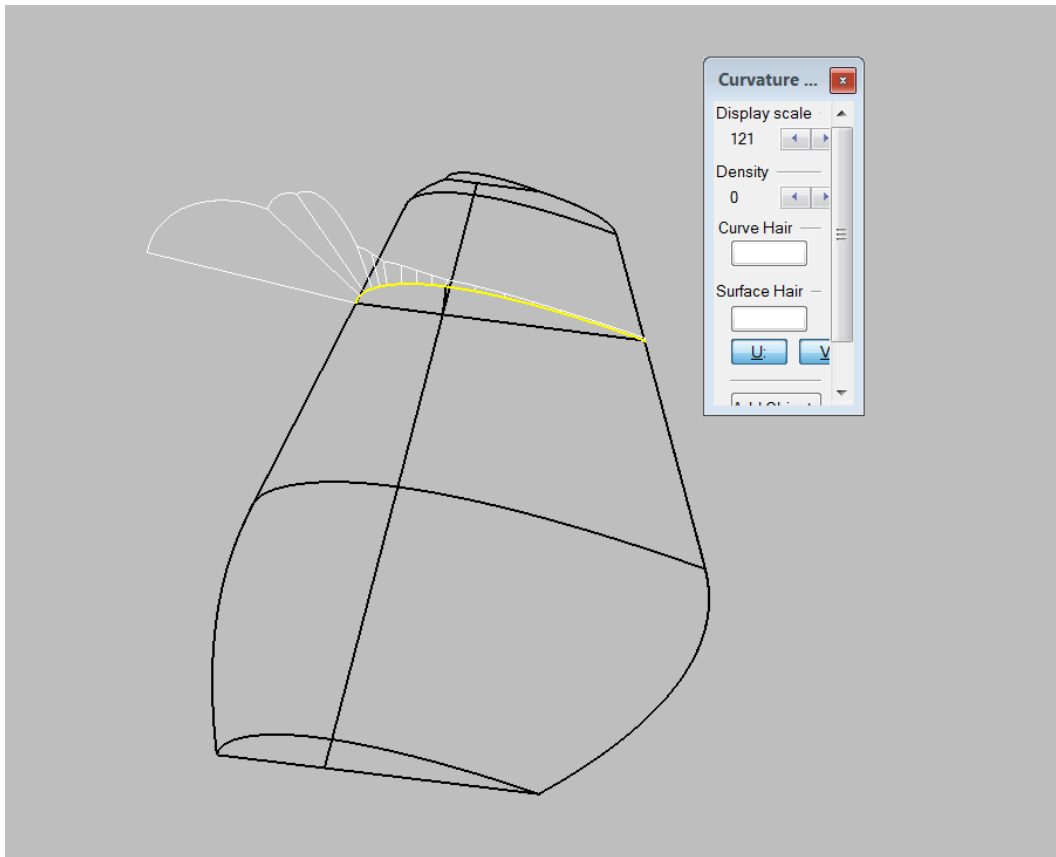 Curvature ...
x
Display scale
121
Density
0
Curve Hair
Surface Hair
U:
V